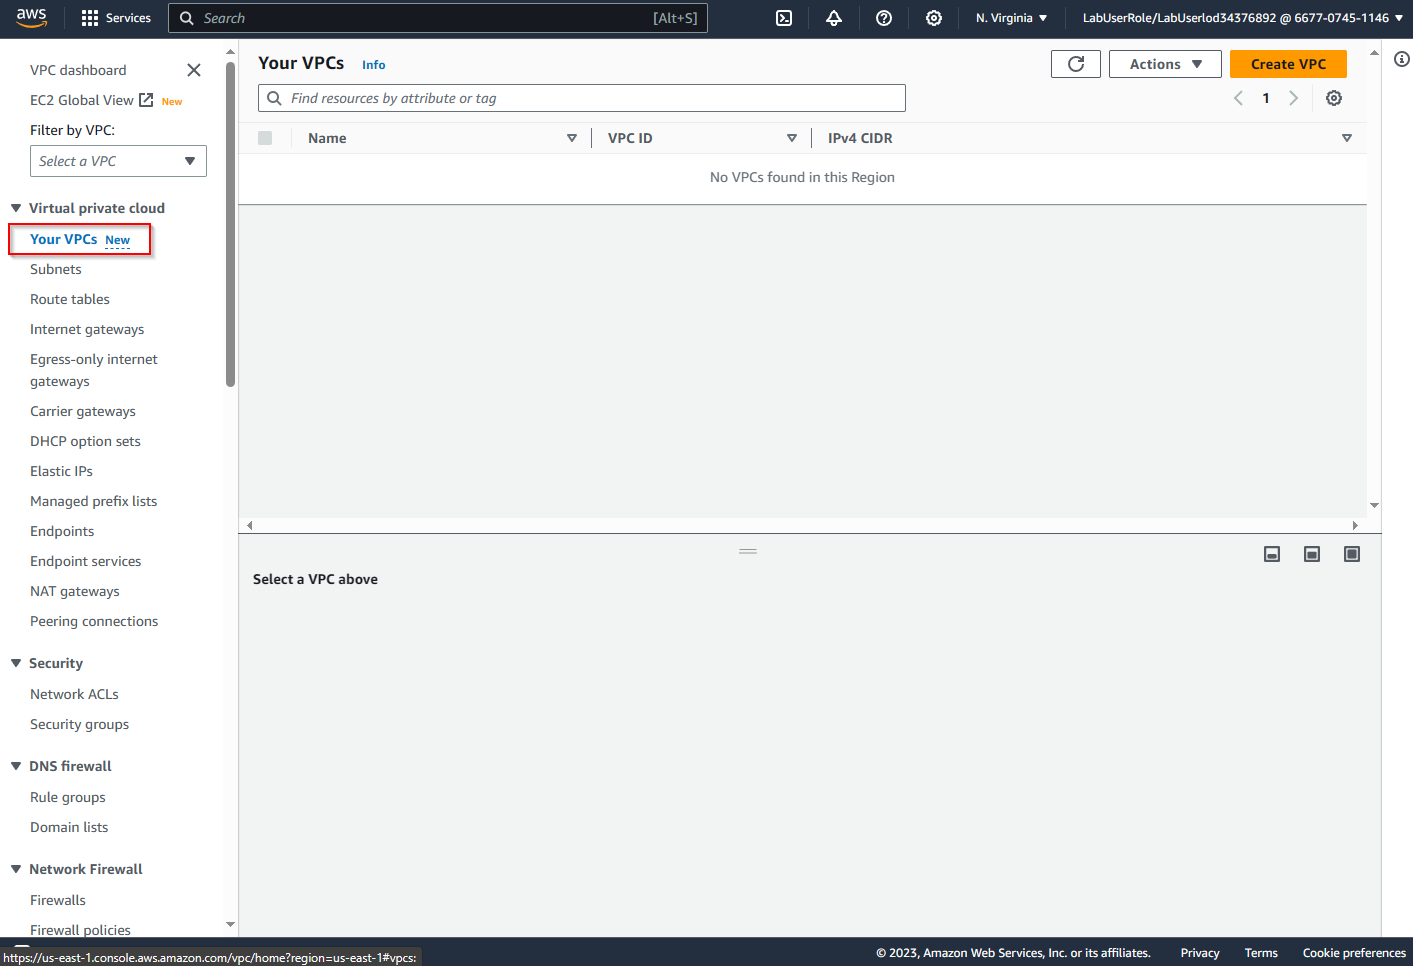 aws
Services
Search
[Alt+S]
N. Virginia
LabUserRole/LabUserlod34376892 @ 6677-0745-1146
VPC dashboard
EC2 Global View New
Filter by VPC:
Select a VPC
Virtual private cloud
Your VPCs New
Subnets
Route tables
Internet gateways
Egress-only internet
gateways
Carrier gateways
DHCP option sets
Elastic IPs
Managed prefix lists
Endpoints
Endpoint services
NAT gateways
Peering connections
Security
Network ACLs
Security groups
DNS firewall
Rule groups
Domain lists
Network Firewall
Firewalls
Firewall policies
Your VPCs Info
Actions
Create VPC
Find resources by attribute or tag
1
Name
VPC ID
IPv4 CIDR
No VPCs found in this Region
Select a VPC above
https://us-east-1.console.aws.amazon.com/vpc/home?region=us-east-1#vpcs:
© 2023, Amazon Web Services, Inc. or its affiliates.
Privacy
Terms
Cookie preferences